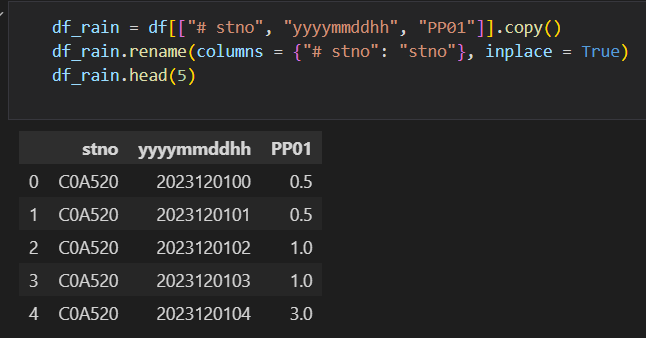 df_rain = df[["# stno", "yyyymmddhh", "PP01"]].copy()
df_rain.rename(columns = {"# stno": "stno"}, inplace = True)
df_rain.head(5)
stno yyyymmddhh PP01
0 C0A520 2023120100 0.5
1 C0A520 2023120101 0.5
2 C0A520 2023120102 1.0
3 C0A520 2023120103 1.0
4 C0A520 2023120104 3.0